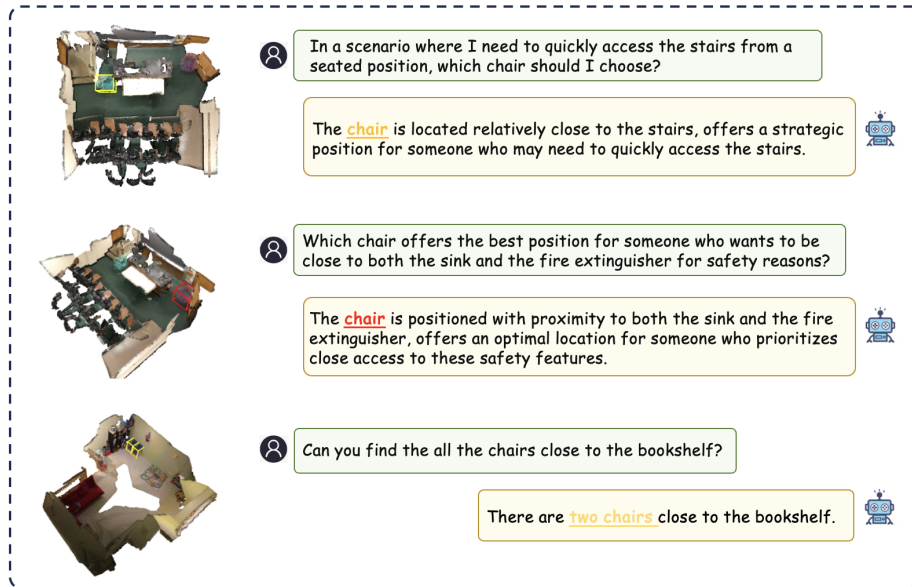 In a scenario where I need to quickly access the stairs from a
seated position, which chair should I choose?
The chair is located relatively close to the stairs, offers a strategic
position for someone who may need to quickly access the stairs.
Which chair offers the best position for someone who wants to be
close to both the sink and the fire extinguisher for safety reasons?
The chair is positioned with proximity to both the sink and the fire
extinguisher, offers an optimal location for someone who prioritizes
close access to these safety features.
Can you find the all the chairs close to the bookshelf?
There are two chairs close to the bookshelf.